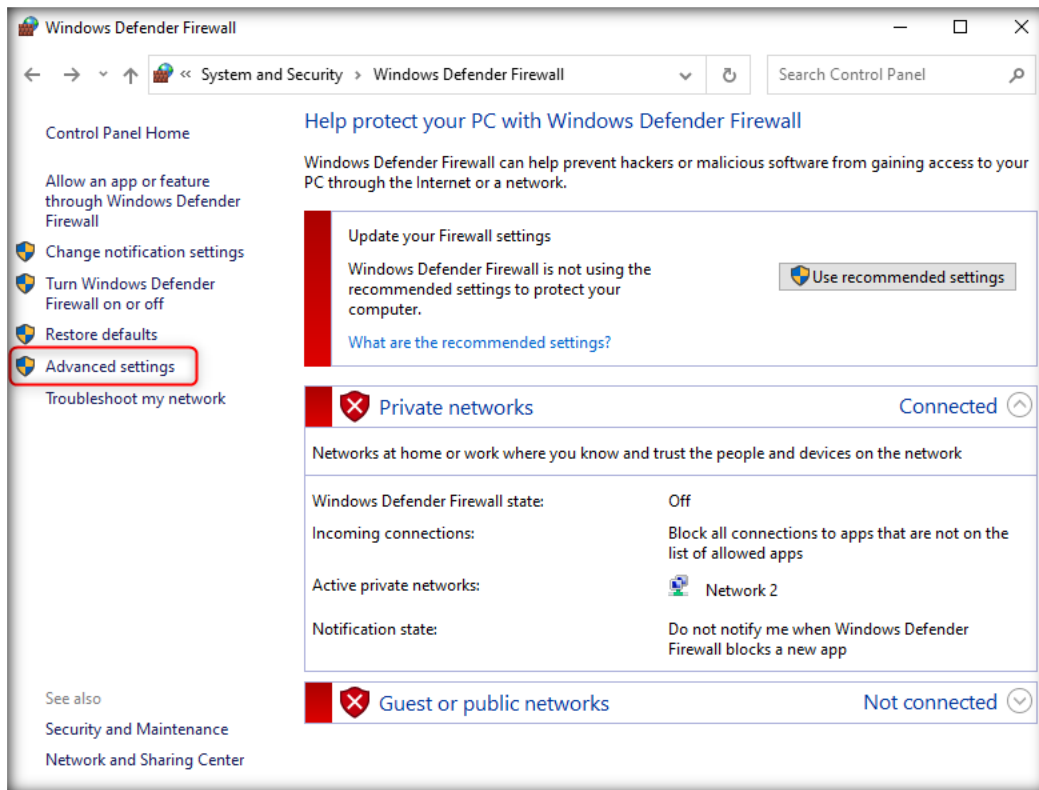 Windows Defender Firewall
« System and Security › Windows Defender Firewall
Search Control Panel
Control Panel Home
Allow an app or feature
through Windows Defender
Firewall
Change notification settings
Turn Windows Defender
Firewall on or off
Restore defaults
Advanced settings
Troubleshoot my network
See also
Security and Maintenance
Network and Sharing Center
Help protect your PC with Windows Defender Firewall
Windows Defender Firewall can help prevent hackers or malicious software from gaining access to your
PC through the Internet or a network.
Update your Firewall settings
Windows Defender Firewall is not using the
recommended settings to protect your
computer.
What are the recommended settings?
Use recommended settings
Private networks
Connected
Networks at home or work where you know and trust the people and devices on the network
Windows Defender Firewall state:
Off
Incoming connections:
Block all connections to apps that are not on the
list of allowed apps
Active private networks:
Network 2
Notification state:
Do not notify me when Windows Defender
Firewall blocks a new app
Guest or public networks
Not connected